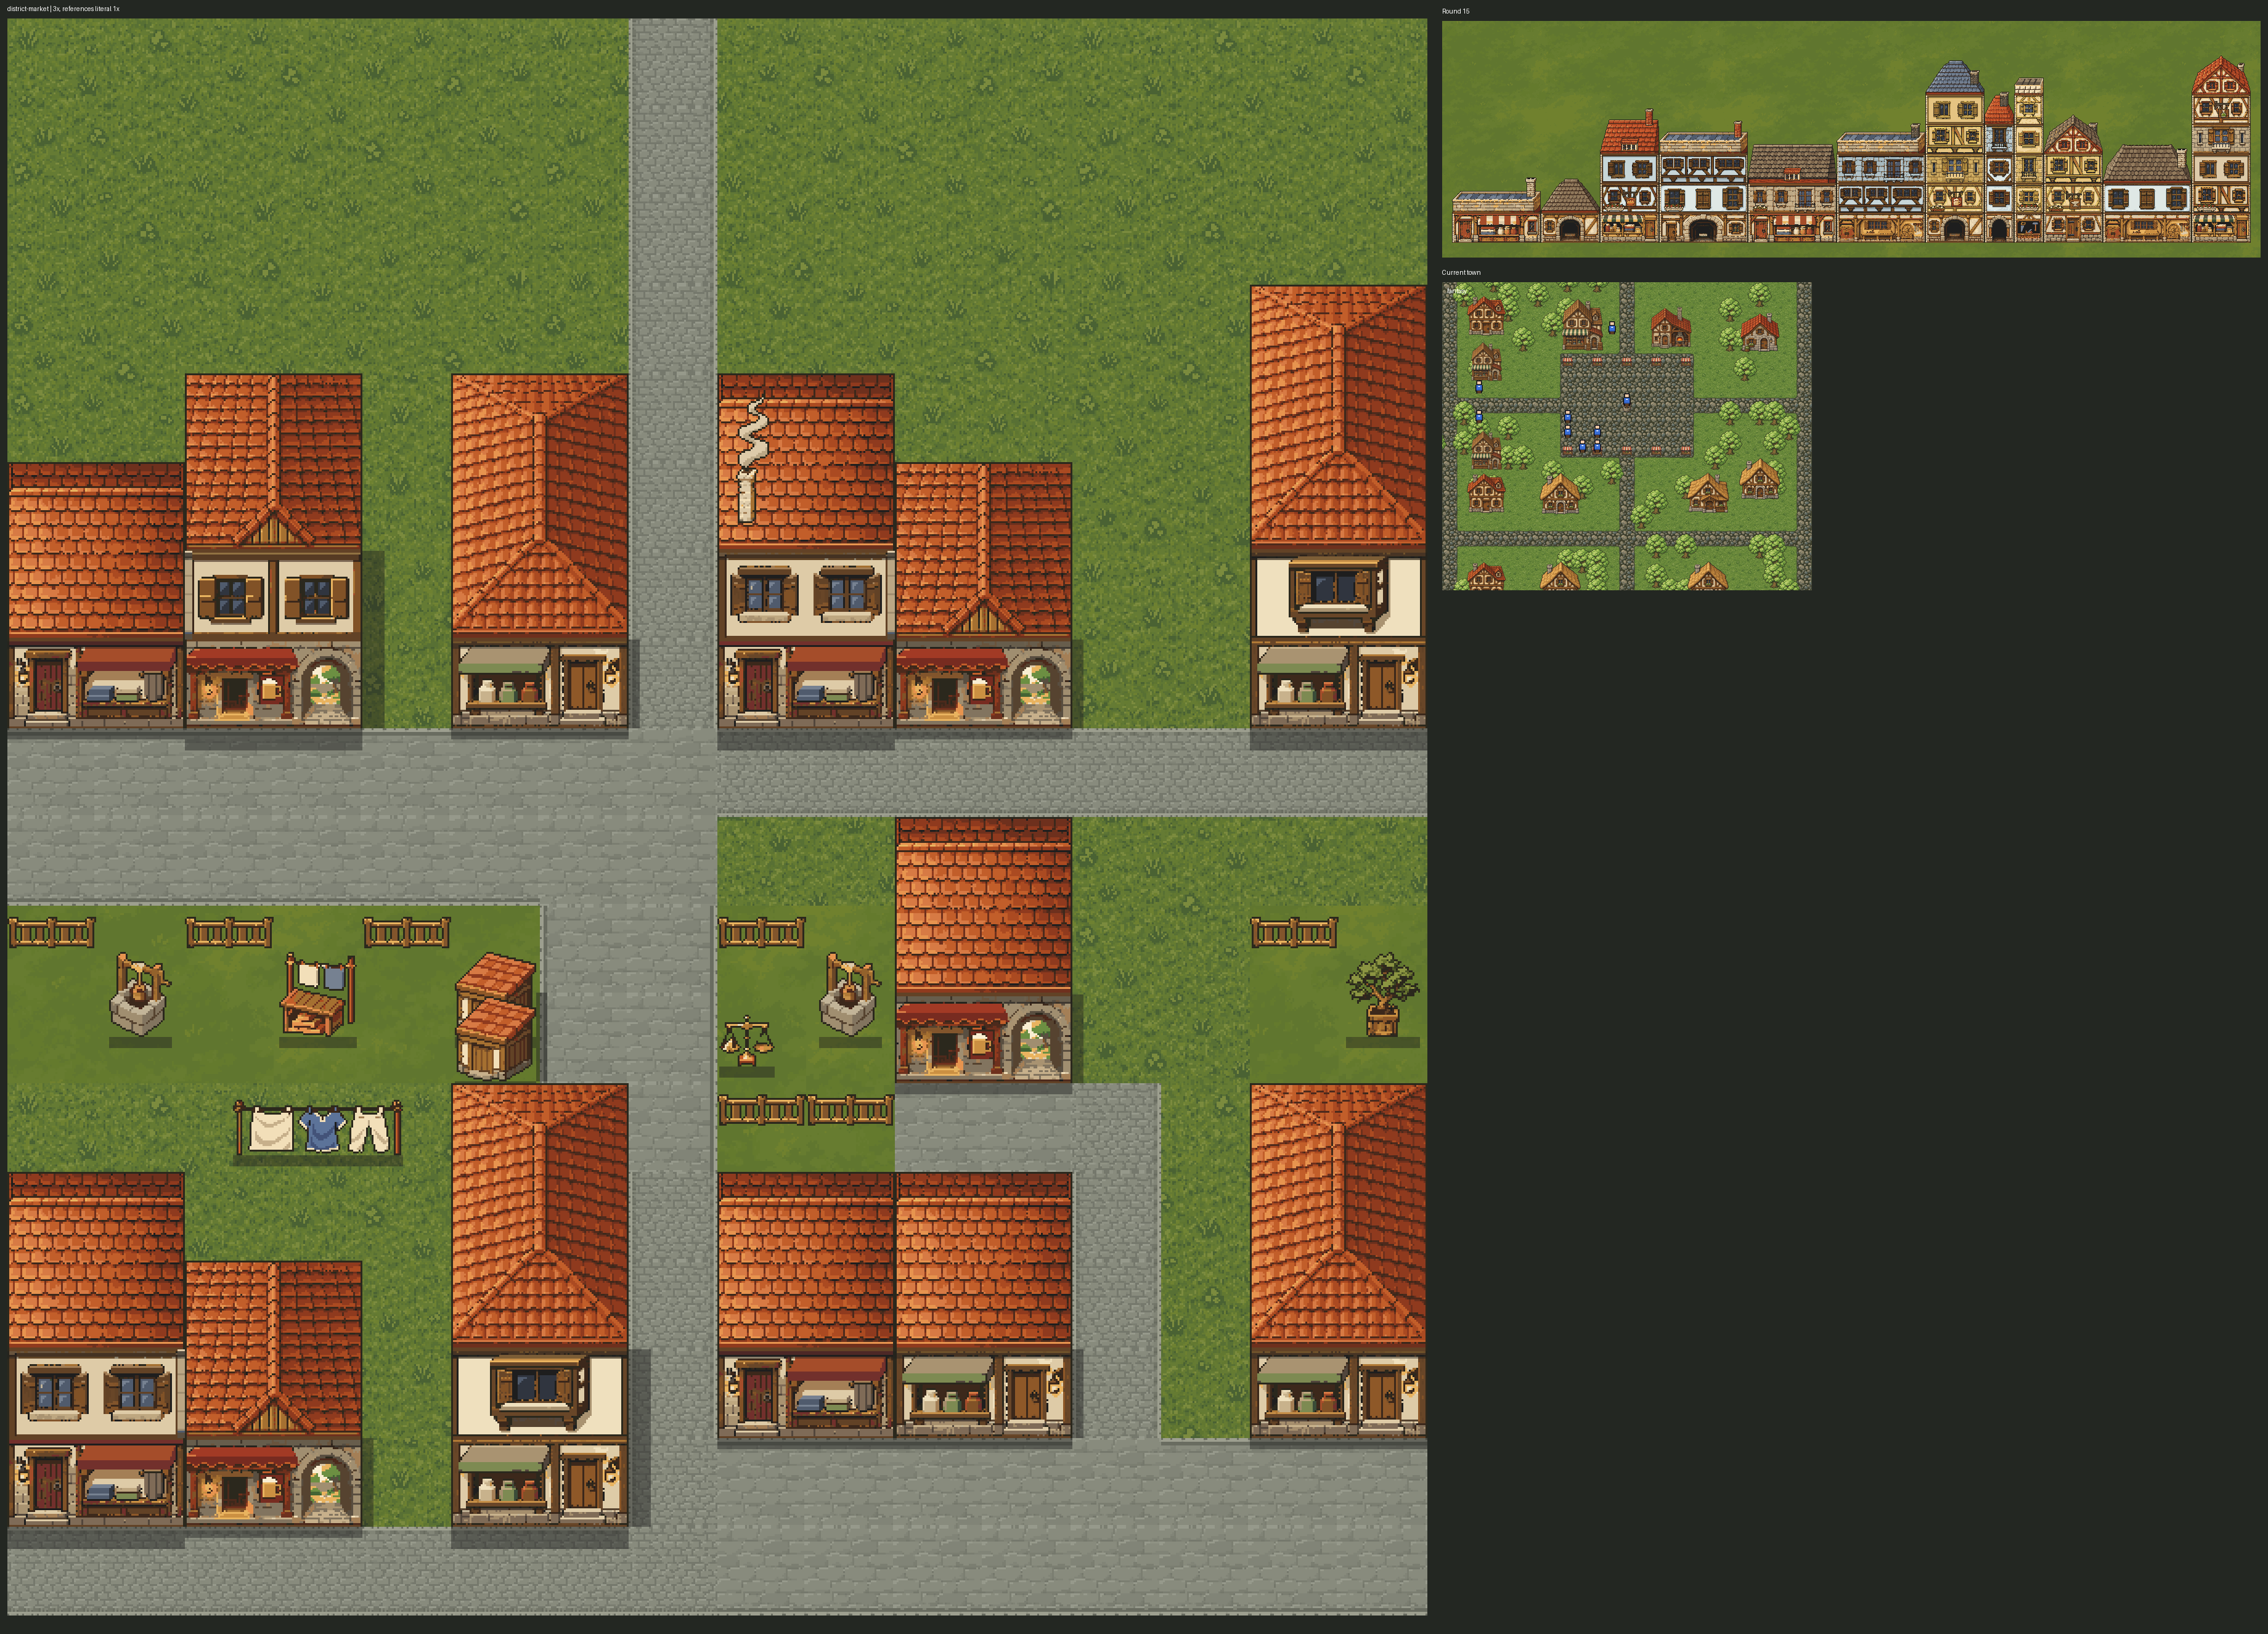 district-market | 3x, references literal 1x
Round 15
Current town